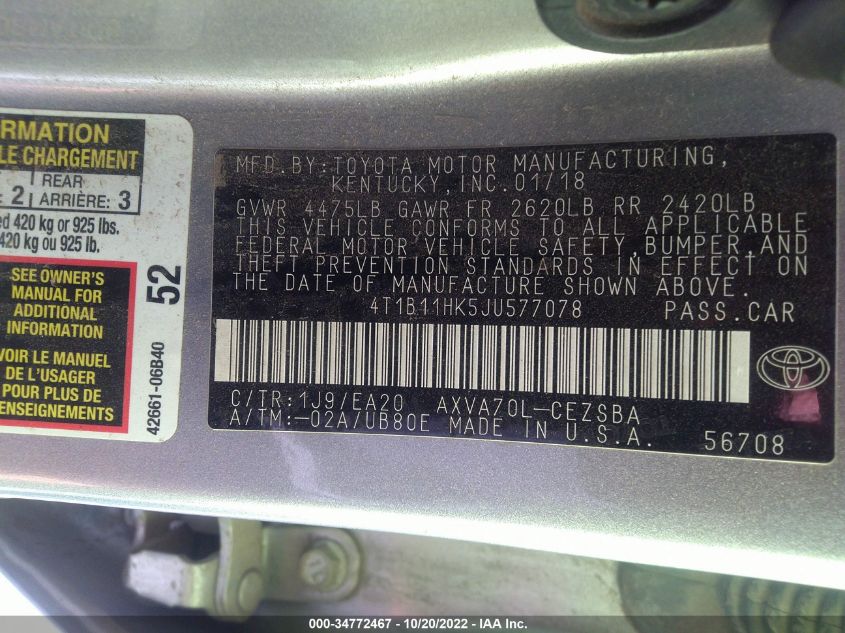 RMATION
LE CHARGEMENT
REAR
2 ARRIÈRE: 3
ed 420 kg or 925 lbs.
420 kg ou 925 lb.
SEE OWNER'S
MANUAL FOR
ADDITIONAL
INFORMATION
VOIR LE MANUEL
DE L'USAGER
POUR PLUS DE
RENSEIGNEMENTS
52
42661-06B40
MFD.BY:TOYOTA MOTOR MANUFACTURING,
KENTUCKY,INC.01/18
GVWR 4475LB GAWR FR 2620LB RR 2420LB
THIS VEHICLE CONFORMS TO ALL APPLICABLE
FEDERAL MOTOR VEHICLE SAFETY,BUMPER,AND
THEFT PREVENTION STANDARDS IN EFFECT ON
THE DATE OF MANUFACTURE SHOWN ABOVE.
4T1B11HK5JU577078 PASS.CAR
C/TR:1J9/EA20 AXVA70L-CEZSBA
A/TM:-02A/UB80E MADE IN U.S.A. 56708
000-34772467 - 10/20/2022 - IAA Inc.